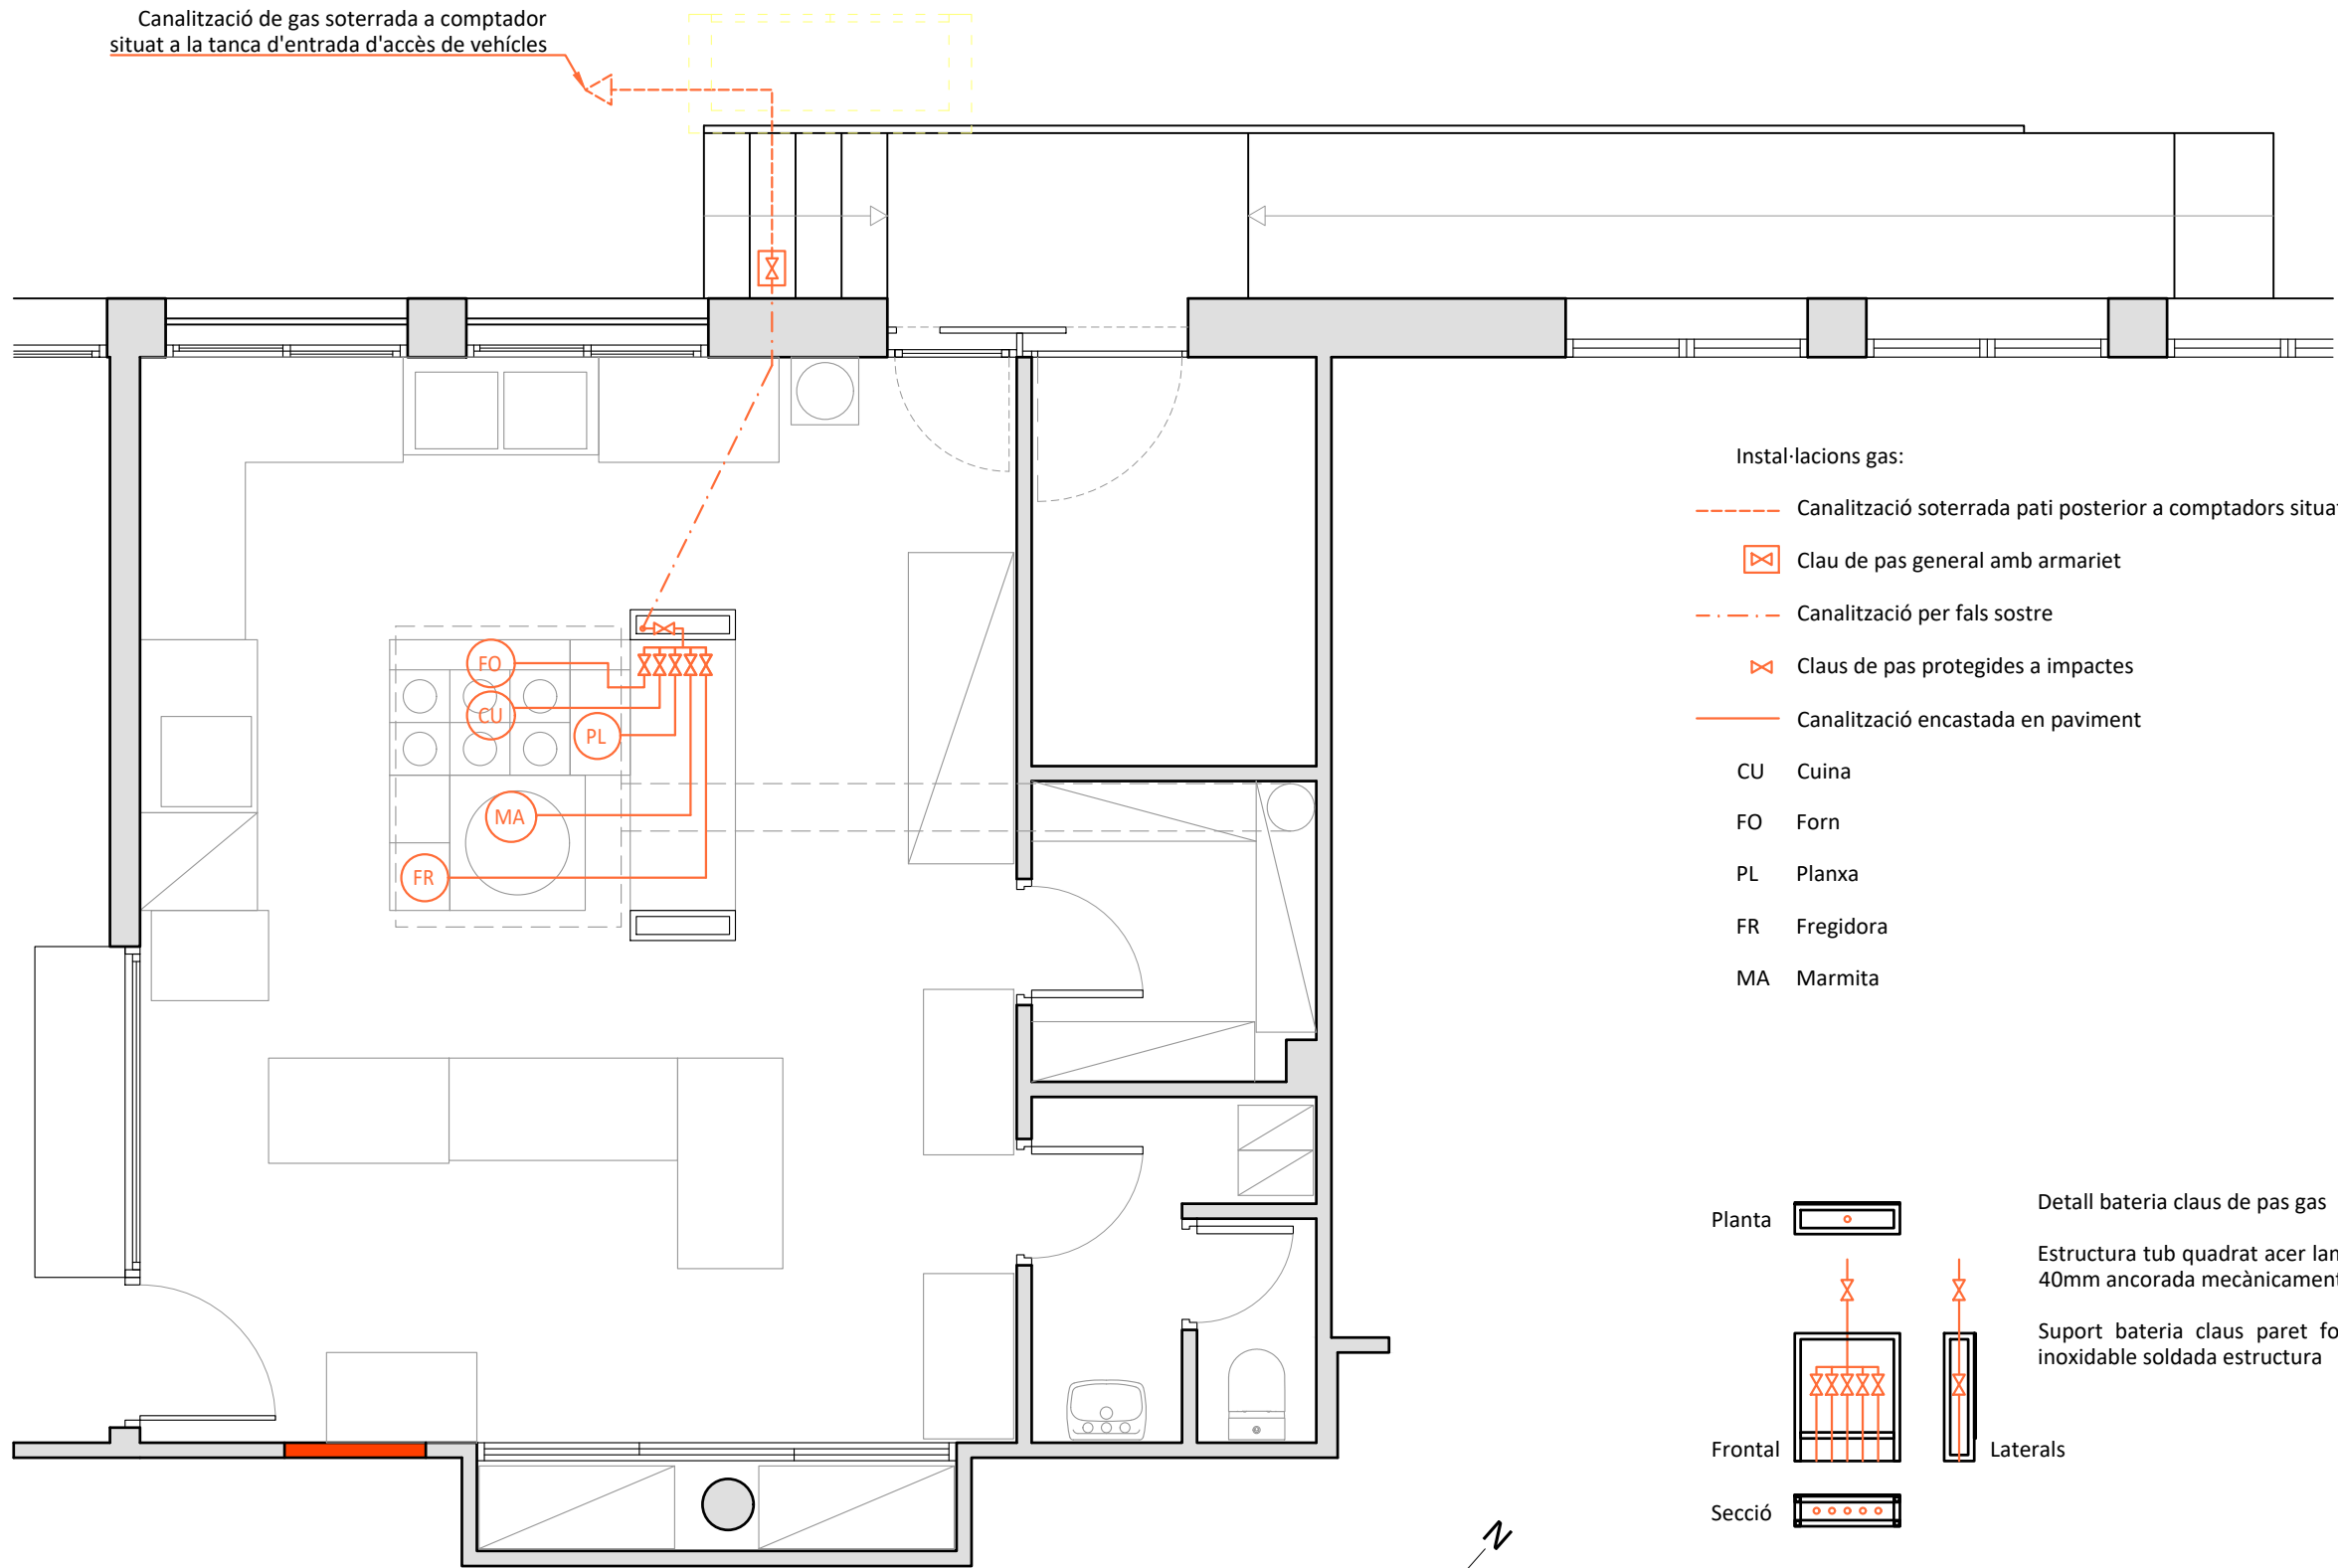 Canalització de gas soterrada a comptador
situat a la tanca d'entrada d'accès de vehícles
Instal·lacions gas:
Canalització soterrada pati posterior a comptadors
Clau de pas general amb armariet
Canalització per fals sostre
Claus de pas protegides a impactes
Canalització encastada en paviment
CU Cuina
FO Forn
PL Planxa
FR Fregidora
MA Marmita
FO
CU
PL
MA
FR
Detall bateria claus de pas gas
Planta
Estructura tub quadrat acer
40mm ancorada
Suport bateria claus paret
inoxidable soldada estructura
Frontal
Laterals
Secció
N